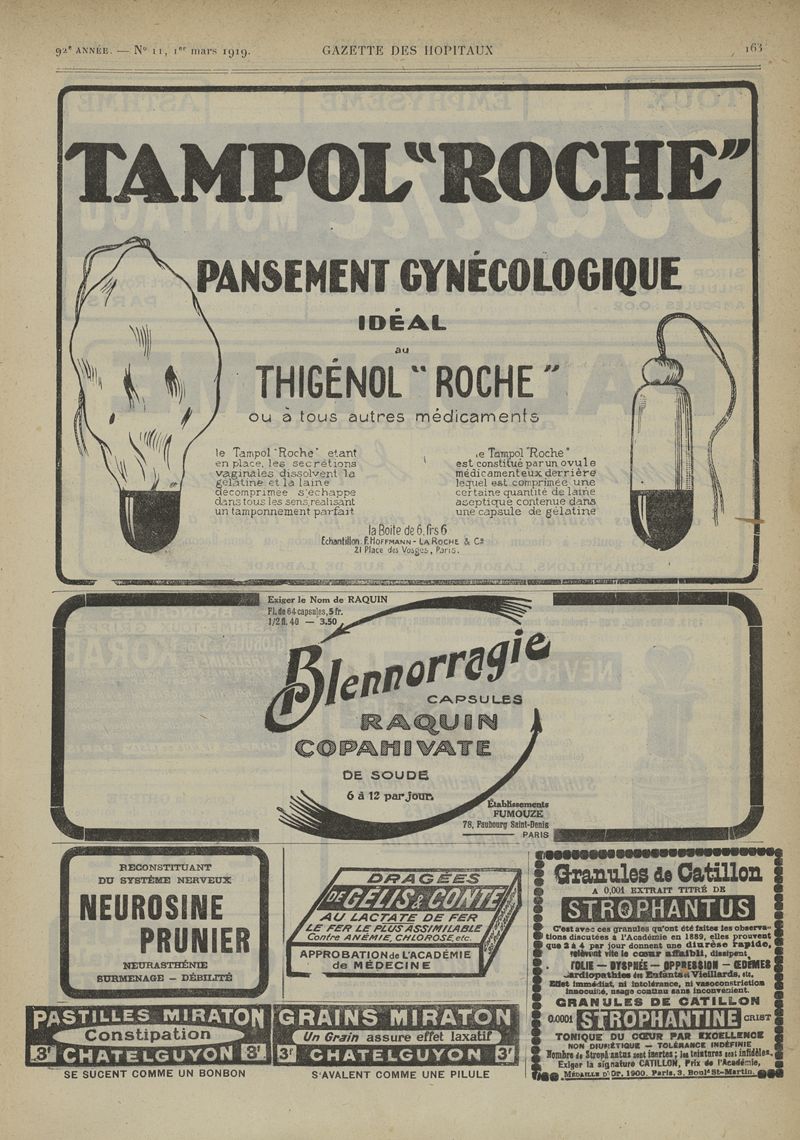 92e ANNÉE. — No 11, 1er mars 1919.
GAZETTE DES HOPITAUX
163
TAMPOL "ROCHE"
PANSEMENT GYNÉCOLOGIQUE
IDÉAL
au
THIGÉNOL "ROCHE"
ou à tous autres médicaments
le Tampol "Roche" etant
en place, les secrétions
vaginales dissolvent la
gelatine et la laine
decomprimee s'échappe
dans tous les sens, realisant
un tamponnement parfait
le Tampol "Roche"
est constitué par un ovule
médicamenteux derrière
lequel est comprimée une
certaine quantité de laine
aseptique contenue dans
une capsule de gélatine
la Boite de 6, frs 6
Echantillon: F. HOFFMANN-LA ROCHE & Co
21 Place des Vosges, Paris.
Exiger le Nom de RAQUIN
Fl. de 64 capsules, 5 fr.
1/2 fl. 40 — 3.50
Blennorragie
CAPSULES
RAQUIN
COPAHIVATE
DE SOUDE
6 à 12 par jour.
Établissements
FUMOUZE
78, Faubourg Saint-Denis
PARIS
RECONSTITUANT
DU SYSTÈME NERVEUX
NEUROSINE
PRUNIER
NEURASTHÉNIE
SURMENAGE — DÉBILITÉ
DRAGÉES
DE GÉLIS & CONTÉ
AU LACTATE DE FER
LE FER LE PLUS ASSIMILABLE
Contre ANÉMIE, CHLOROSE, etc.
APPROBATION de L'ACADÉMIE
de MÉDECINE
Granules de Catillon
A 0,001 EXTRAIT TITRÉ DE
STROPHANTUS
C'est avec ces granules qu'ont été faites les observa-
tions discutées à l'Académie en 1889, elles prouvent
que 2 à 4 par jour donnent une diurèse rapide,
relèvent vite le cœur affaibli, dissipent
ASYSTOLIE — DYSPNÉE — OPPRESSION — ŒDÈMES
Cardiopathies des Enfants et Vieillards, etc.
Effet immédiat, ni intolérance, ni vasoconstriction
innocuité, usage continu sans inconvénient.
GRANULES DE CATILLON
0.0001 STROPHANTINE CRIST
TONIQUE DU CŒUR PAR EXCELLENCE
NON DIURÉTIQUE — TOLÉRANCE INDÉFINIE
Nombre de Strophantus sont inertes; les teintures sont infidèles,
Exiger la signature CATILLON, Prix de l'Académie,
MÉDAILLE D'OR, 1900. Paris, 3, Bould St-Martin.
PASTILLES MIRATON
Constipation
3f CHATELGUYON 3f
SE SUCENT COMME UN BONBON
GRAINS MIRATON
Un Grain assure effet laxatif
3f CHATELGUYON 3f
S'AVALENT COMME UNE PILULE